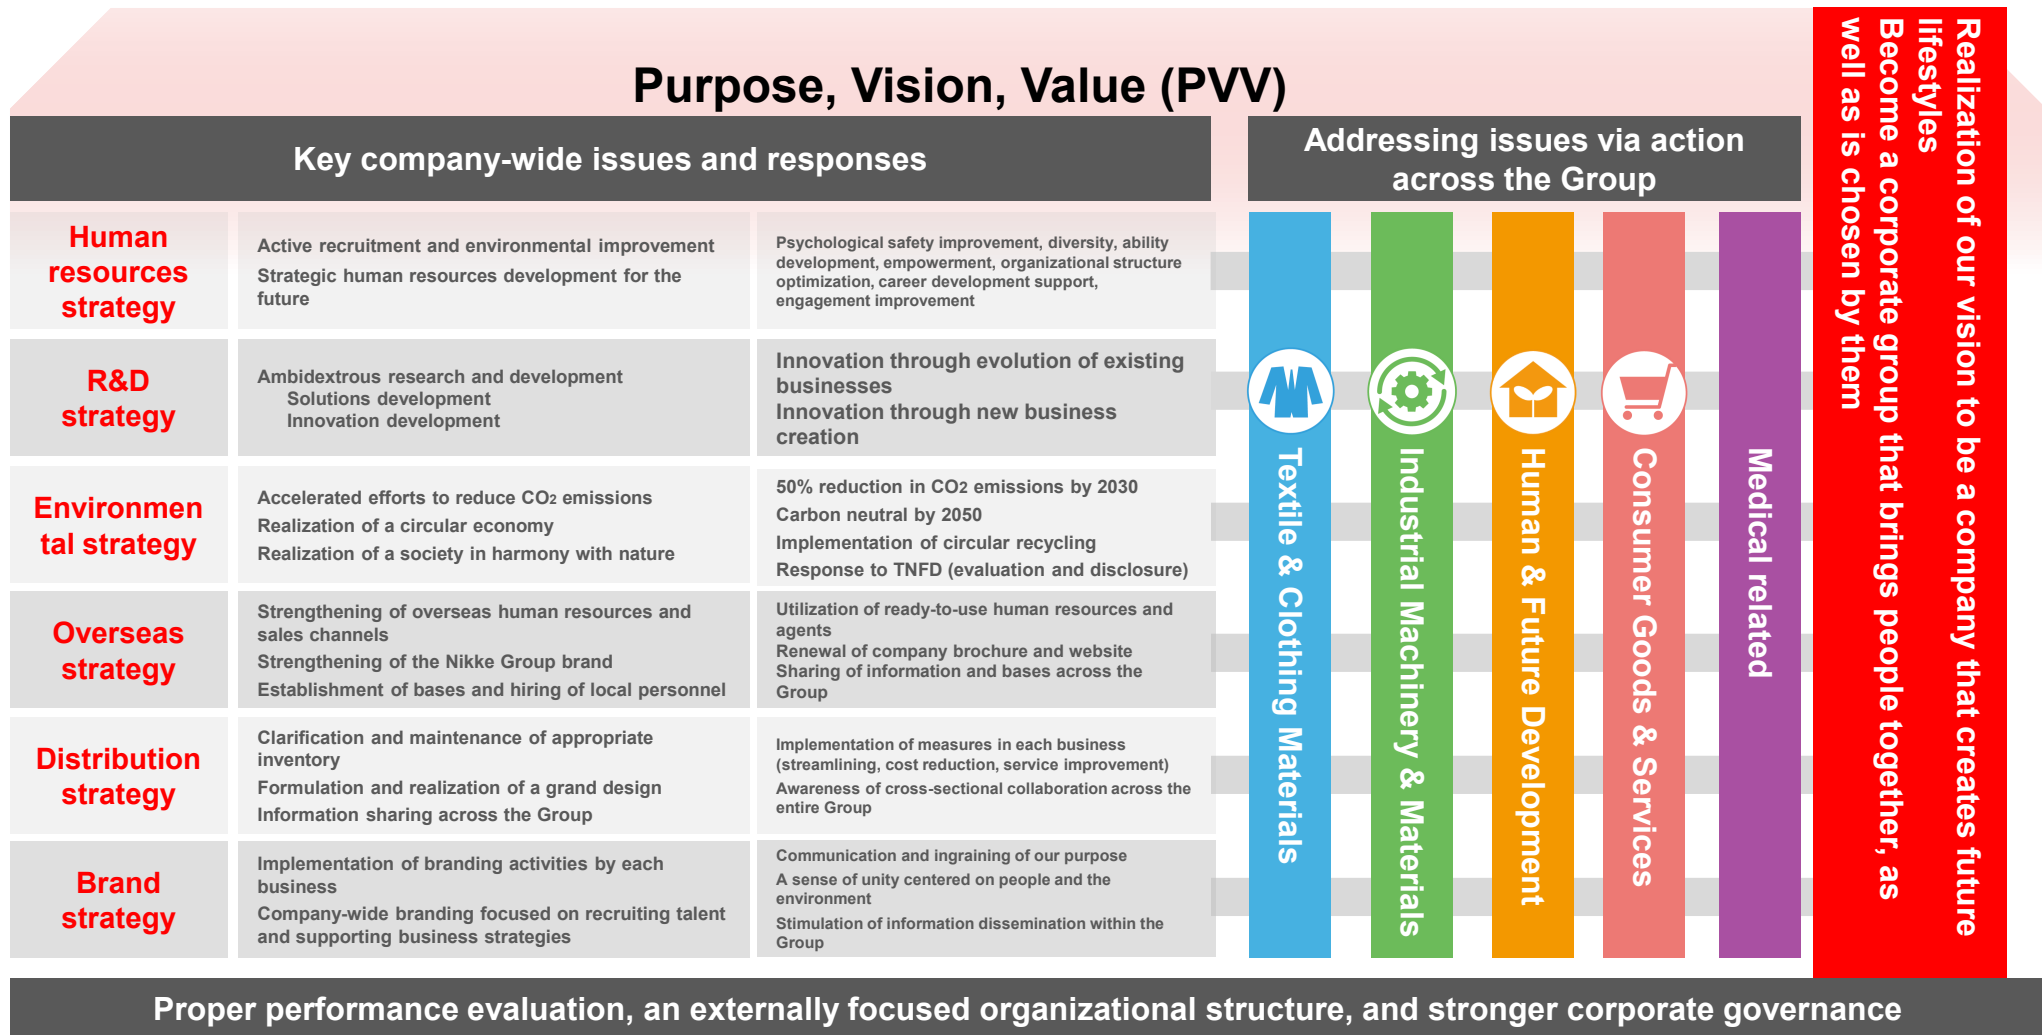 Purpose, Vision, Value (PVV)
Key company-wide issues and responses
Addressing issues via action
across the Group
Human
resources
strategy
Active recruitment and environmental improvement
Strategic human resources development for the
future
Psychological safety improvement, diversity, ability
development, empowerment, organizational structure
optimization, career development support,
engagement improvement
R&D
strategy
Ambidextrous research and development
Solutions development
Innovation development
Innovation through evolution of existing
businesses
Innovation through new business
creation
Environmen
tal strategy
Accelerated efforts to reduce CO2 emissions
Realization of a circular economy
Realization of a society in harmony with nature
50% reduction in CO2 emissions by 2030
Carbon neutral by 2050
Implementation of circular recycling
Response to TNFD (evaluation and disclosure)
Overseas
strategy
Strengthening of overseas human resources and
sales channels
Strengthening of the Nikke Group brand
Establishment of bases and hiring of local personnel
Utilization of ready-to-use human resources and
agents
Renewal of company brochure and website
Sharing of information and bases across the
Group
Distribution
strategy
Clarification and maintenance of appropriate
inventory
Formulation and realization of a grand design
Information sharing across the Group
Implementation of measures in each business
(streamlining, cost reduction, service improvement)
Awareness of cross-sectional collaboration across the
entire Group
Brand
strategy
Implementation of branding activities by each
business
Company-wide branding focused on recruiting talent
and supporting business strategies
Communication and ingraining of our purpose
A sense of unity centered on people and the
environment
Stimulation of information dissemination within the
Group
Textile & Clothing Materials
Industrial Machinery & Materials
Human & Future Development
Consumer Goods & Services
Medical related
Realization of our vision to be a company that creates future
lifestyles
Become a corporate group that brings people together, as
well as is chosen by them
Proper performance evaluation, an externally focused organizational structure, and stronger corporate governance